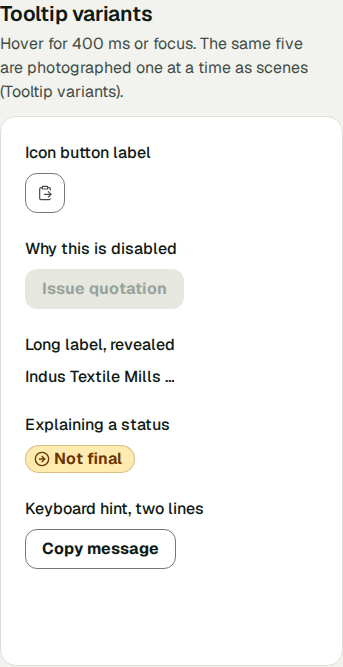 Tooltip variants
Hover for 400 ms or focus. The same five
are photographed one at a time as scenes
(Tooltip variants).
Icon button label
Why this is disabled
Issue quotation
Long label, revealed
Indus Textile Mills ...
Explaining a status
Not final
Keyboard hint, two lines
Copy message